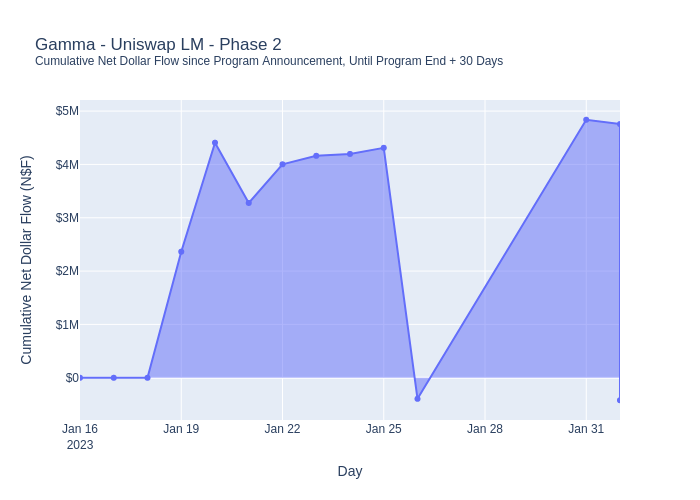 Gamma - Uniswap LM - Phase 2
Cumulative Net Dollar Flow since Program Announcement, Until Program End + 30 Days
Cumulative Net Dollar Flow (N$F)
$5M
$4M
$3M
$2M
$1M
$0
Jan 16
2023
Jan 19
Jan 22
Jan 25
Jan 28
Jan 31
Day